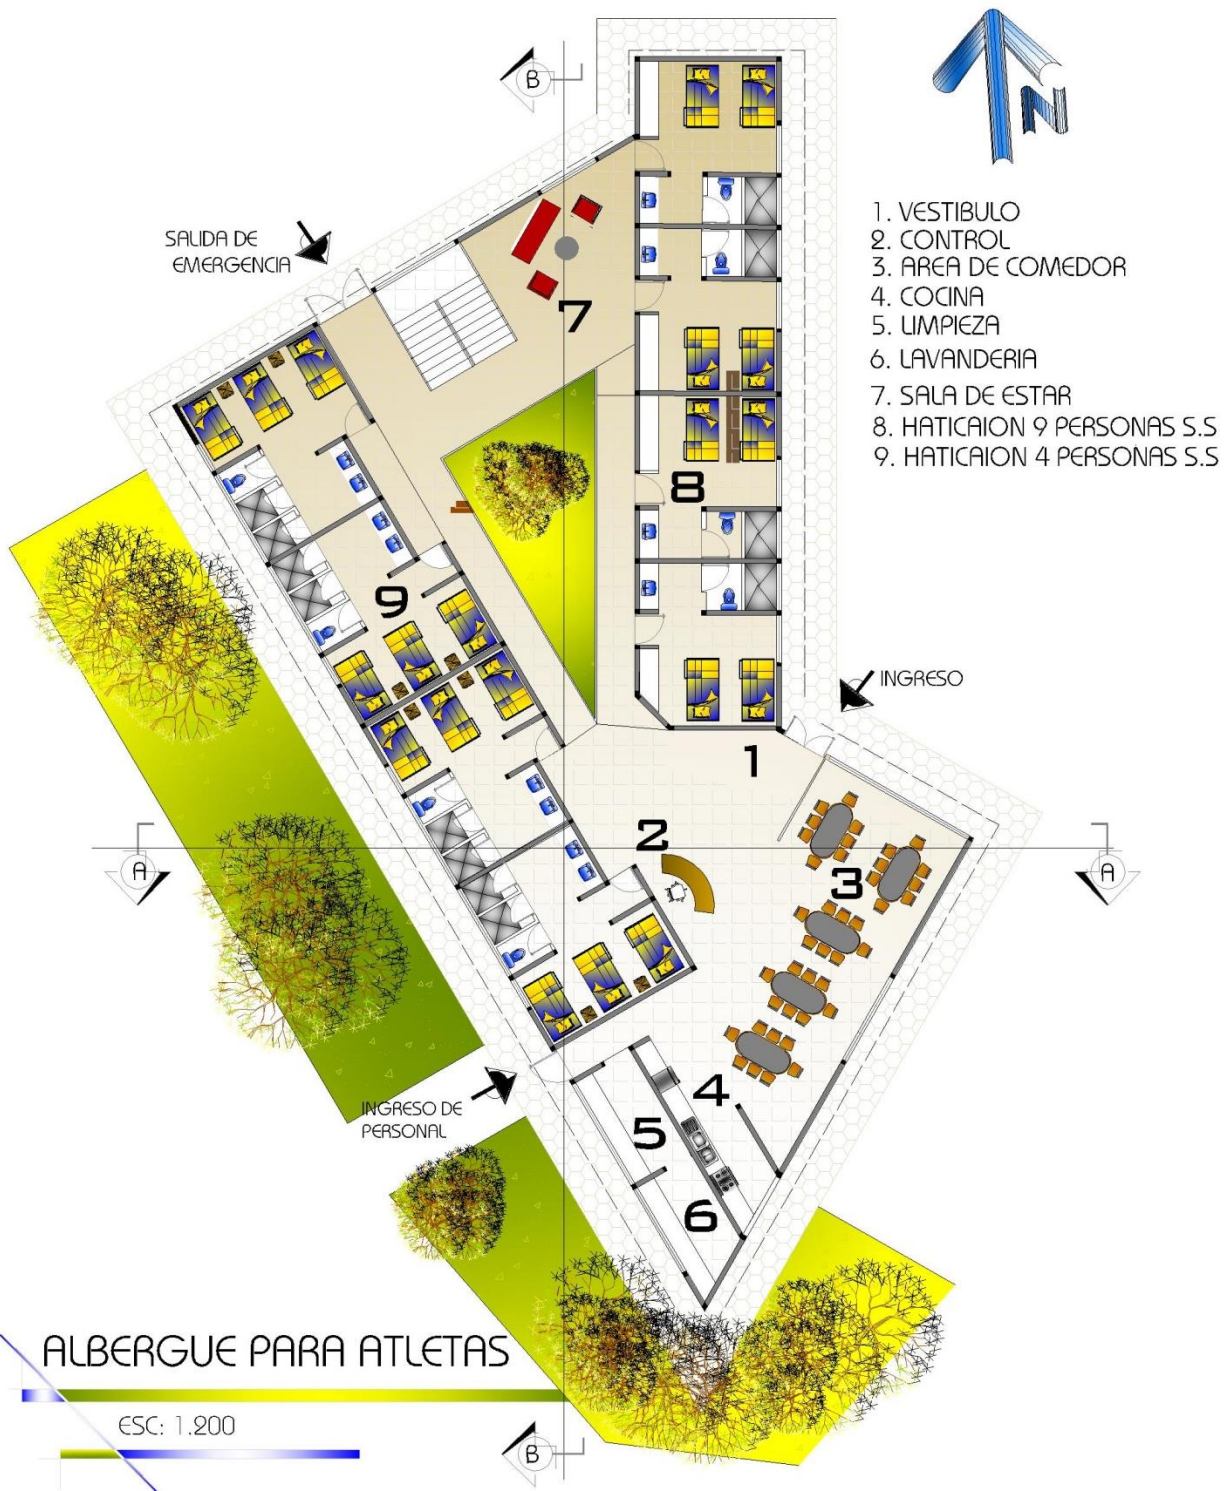 B
N
1. VESTIBULO
2. CONTROL
3. AREA DE COMEDOR
4. COCINA
5. LIMPIEZA
6. LAVANDERIA
7. SALA DE ESTAR
8. HATICAION 9 PERSONAS S.S
9. HATICAION 4 PERSONAS S.S
SALIDA DE
EMERGENCIA
7
8
9
INGRESO
1
2
3
A
A
4
INGRESO DE
PERSONAL
5
6
ALBERGUE PARA ATLETAS
ESC: 1.200
B